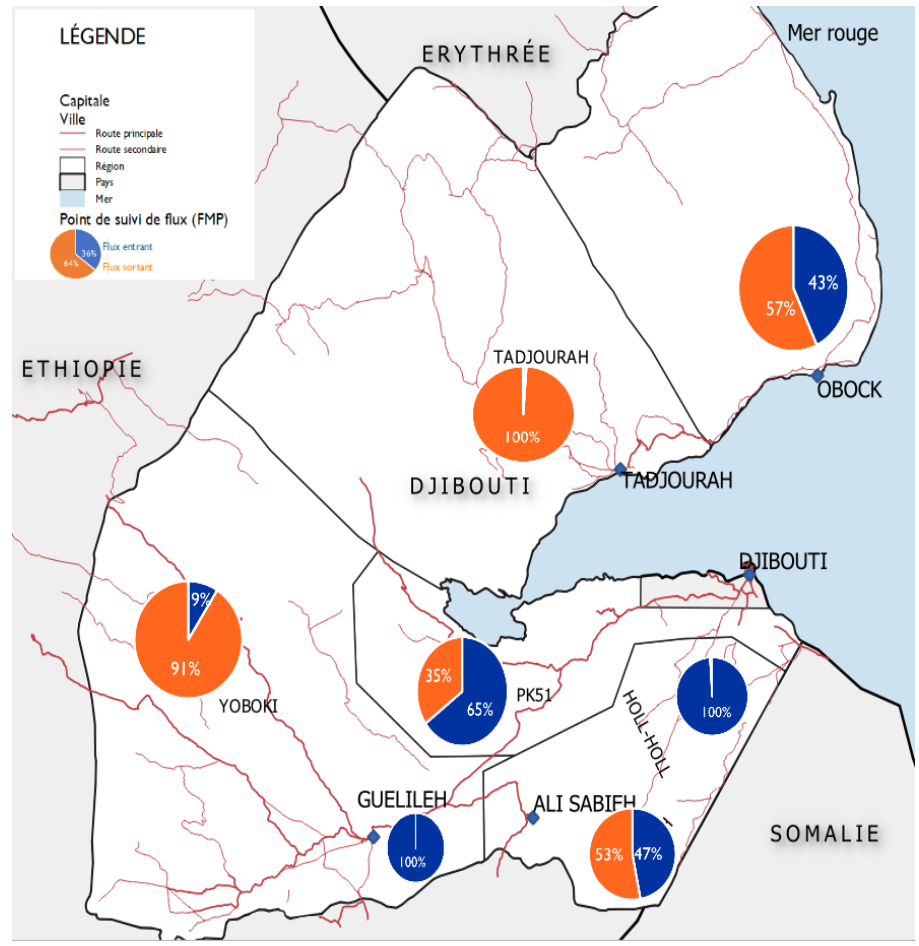 LÉGENDE
Capitale
Ville
Route principale
Route secondaire
Région
Pays
Mer
Point de suivi de flux (FMP)
36%
64%
Flux entrant
Flux sortant
ERYTHRÉE
Mer rouge
43%
57%
ETHIOPIE
TADJOURAH
100%
OBOCK
DJIBOUTI
TADJOURAH
DJIBOUTI
9%
91%
YOBOKI
35%
65%
PK51
HOLL-HOLL
100%
GUELILEH
100%
ALI SABIEH
53%
47%
SOMALIE